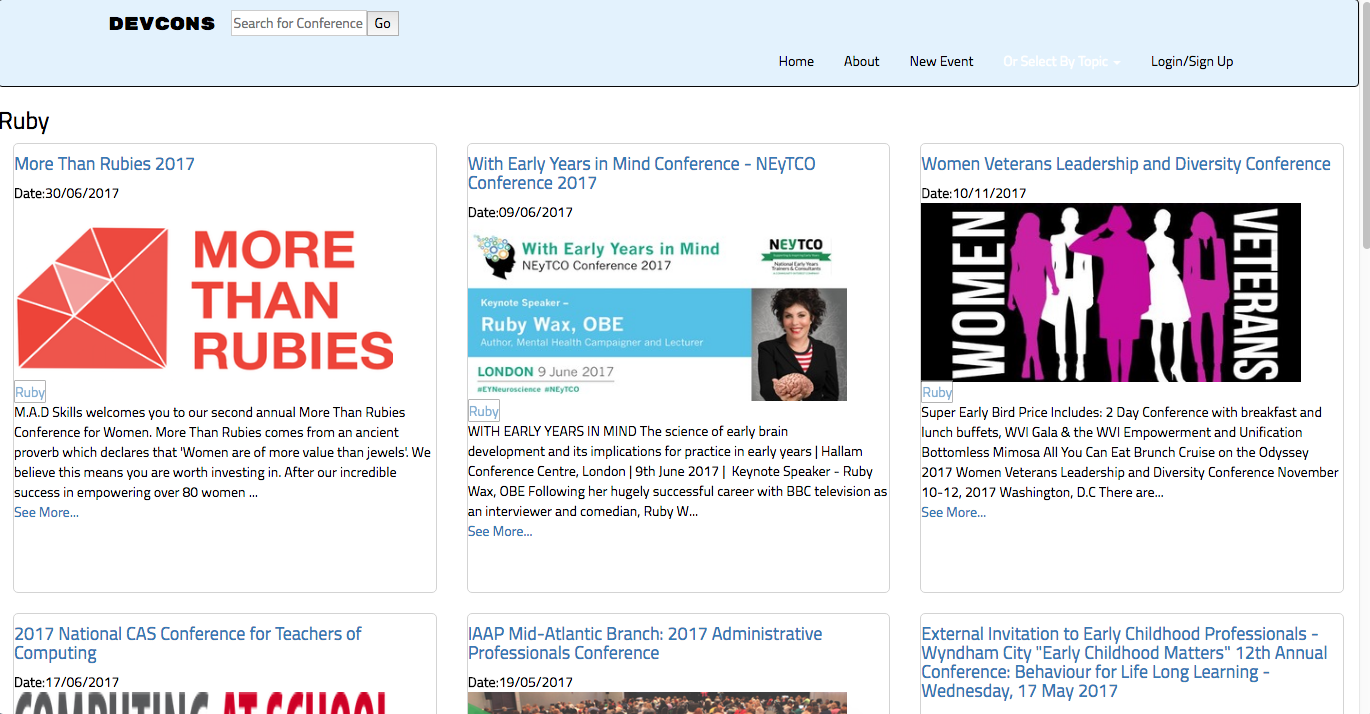 DEVCONS
Search for Conference
Go
Home
About
New Event
Or Select By Topic
Login/Sign Up
Ruby
More Than Rubies 2017
Date:30/06/2017
MORE
THAN
RUBIES
Ruby
M.A.D Skills welcomes you to our second annual More Than Rubies
Conference for Women. More Than Rubies comes from an ancient
proverb which declares that 'Women are of more value than jewels'. We
believe this means you are worth investing in. After our incredible
success in empowering over 80 women ...
See More...
With Early Years in Mind Conference - NEyTCO
Conference 2017
Date:09/06/2017
With Early Years in Mind
NEyTCO Conference 2017
NEYTCO
National Early Years
Trainers & Consultants
Keynote Speaker –
Ruby Wax, OBE
Author, Mental Health Campaigner and Lecturer
LONDON 9 June 2017
#EYNeuroscience #NEyTCO
Ruby
WITH EARLY YEARS IN MIND The science of early brain
development and its implications for practice in early years | Hallam
Conference Centre, London | 9th June 2017 | Keynote Speaker - Ruby
Wax, OBE Following her hugely successful career with BBC television as
an interviewer and comedian, Ruby W...
See More...
Women Veterans Leadership and Diversity Conference
Date:10/11/2017
WOMEN
VETERANS
Ruby
Super Early Bird Price Includes: 2 Day Conference with breakfast and
lunch buffets, WVI Gala & the WVI Empowerment and Unification
Bottomless Mimosa All You Can Eat Brunch Cruise on the Odyssey
2017 Women Veterans Leadership and Diversity Conference November
10-12, 2017 Washington, D.C There are...
See More...
2017 National CAS Conference for Teachers of
Computing
Date:17/06/2017
COMPUTING AT SCHOOL
IAAP Mid-Atlantic Branch: 2017 Administrative
Professionals Conference
Date:19/05/2017
External Invitation to Early Childhood Professionals -
Wyndham City "Early Childhood Matters" 12th Annual
Conference: Behaviour for Life Long Learning -
Wednesday, 17 May 2017